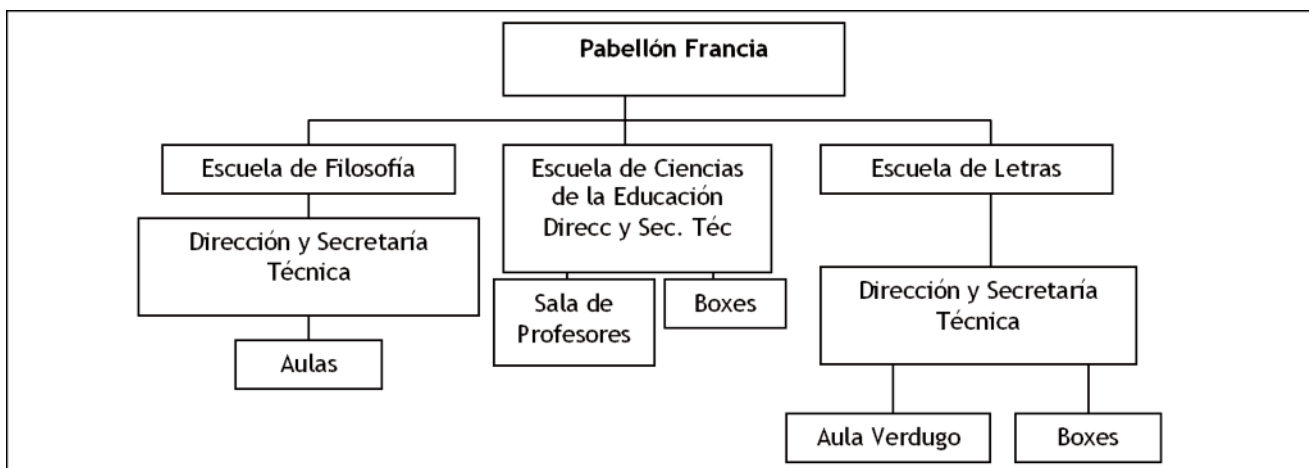 Pabellón Francia
Escuela de Filosofía
Escuela de Ciencias
de la Educación
Direcc y Sec. Téc
Escuela de Letras
Dirección y Secretaría
Técnica
Sala de
Profesores
Boxes
Dirección y Secretaría
Técnica
Aulas
Aula Verdugo
Boxes